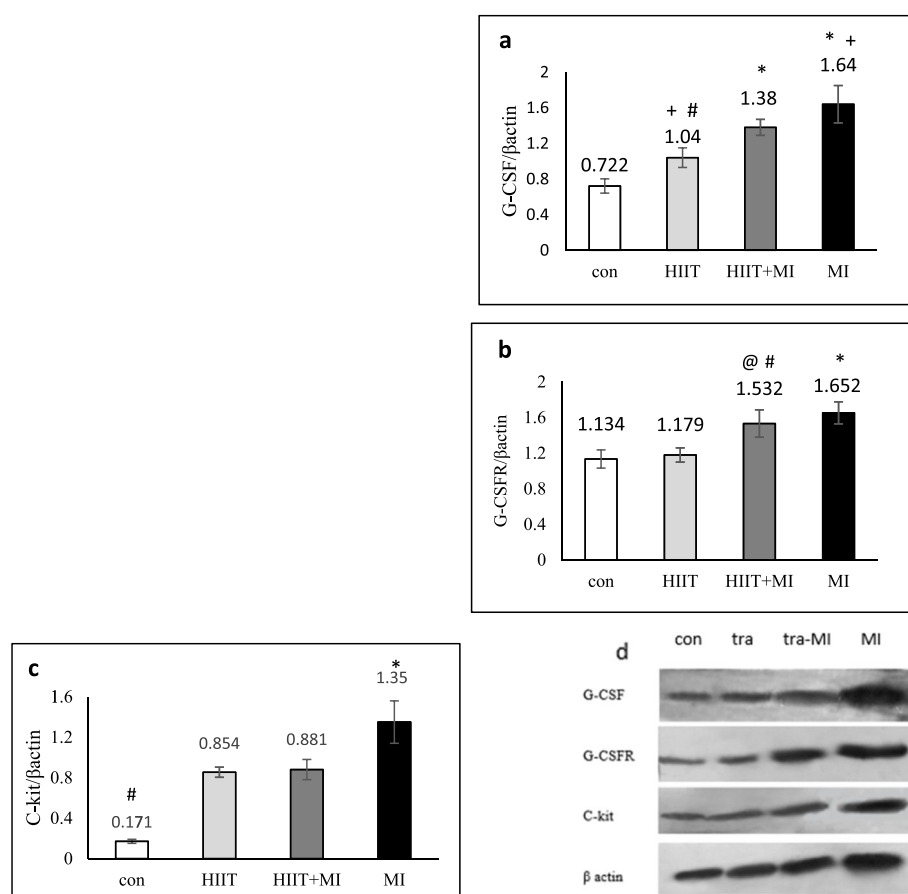 a
* +
1.64
*
1.38
+ #
1.04
0.722
2
1.6
1.2
0.8
0.4
0
G-CSF/βactin
con HIIT HIIT+MI MI
b
@ # *
1.532 1.652
1.134 1.179
2
1.6
1.2
0.8
0.4
0
G-CSFR/βactin
con HIIT HIIT+MI MI
c
*
1.35
0.854 0.881
#
0.171
1.6
1.2
0.8
0.4
0
C-kit/βactin
con HIIT HIIT+MI MI
d
con tra tra-MI MI
G-CSF
G-CSFR
C-kit
β actin